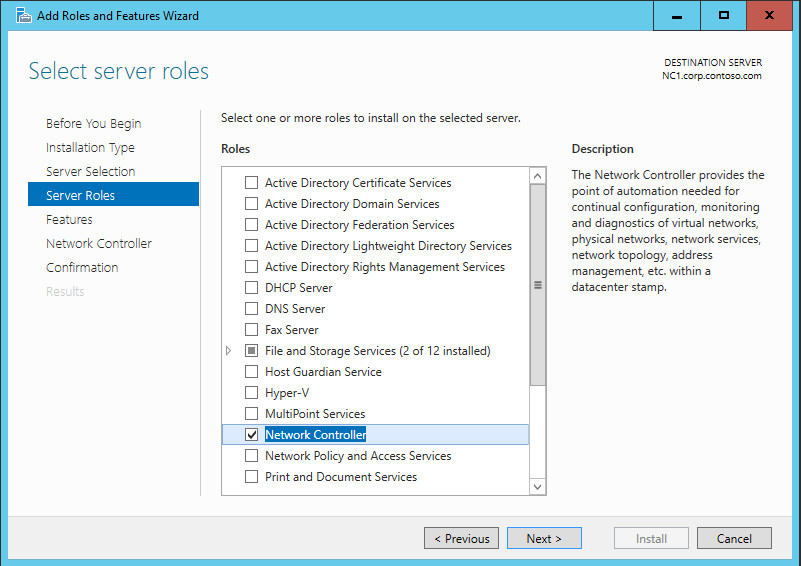 Add Roles and Features Wizard
Select server roles
DESTINATION SERVER
NC1.corp.contoso.com
Before You Begin
Installation Type
Server Selection
Server Roles
Features
Network Controller
Confirmation
Results
Select one or more roles to install on the selected server.
Roles
Active Directory Certificate Services
Active Directory Domain Services
Active Directory Federation Services
Active Directory Lightweight Directory Services
Active Directory Rights Management Services
DHCP Server
DNS Server
Fax Server
File and Storage Services (2 of 12 installed)
Host Guardian Service
Hyper-V
MultiPoint Services
Network Controller
Network Policy and Access Services
Print and Document Services
Description
The Network Controller provides the
point of automation needed for
continual configuration, monitoring
and diagnostics of virtual networks,
physical networks, network services,
network topology, address
management, etc. within a
datacenter stamp.
< Previous
Next >
Install
Cancel